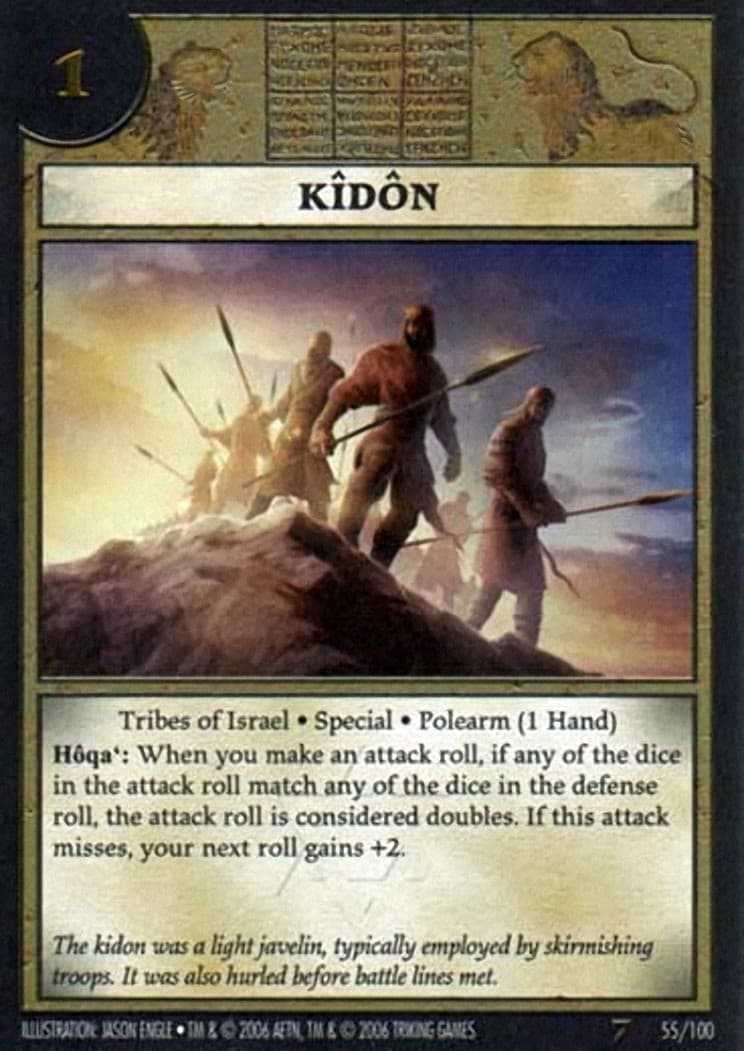 1
KÎDÔN
Tribes of Israel • Special • Polearm (1 Hand)
Hôqa‘: When you make an attack roll, if any of the dice
in the attack roll match any of the dice in the defense
roll, the attack roll is considered doubles. If this attack
misses, your next roll gains +2.
The kidon was a light javelin, typically employed by skirmishing
troops. It was also hurled before battle lines met.
ILLUSTRATION: JASON ENGLE • TM & © 2006 AETN, TM & © 2006 TRIKING GAMES 55/100